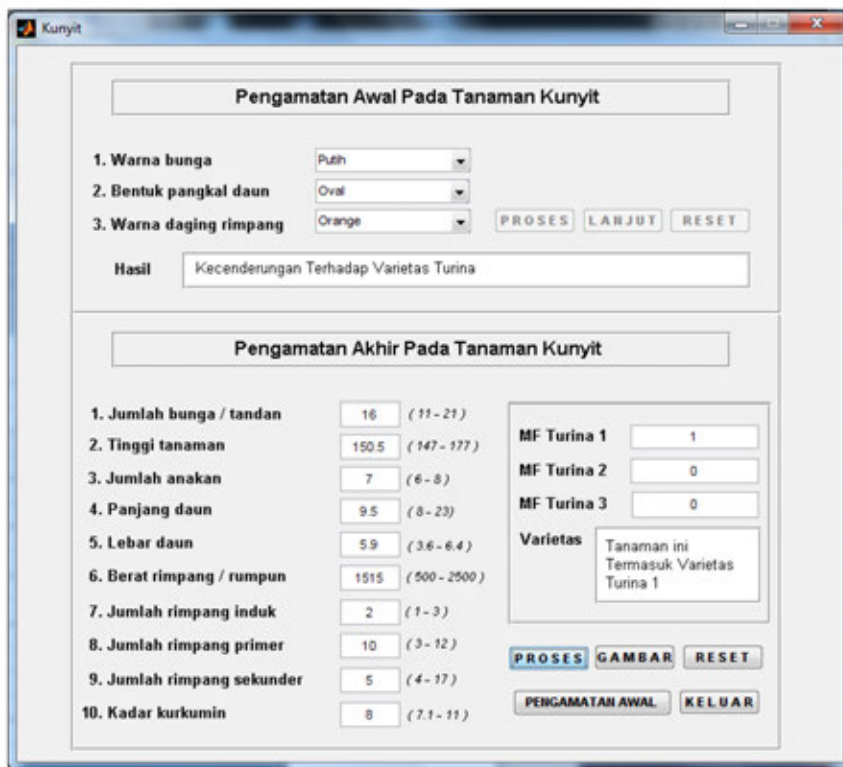 Kunyit
Pengamatan Awal Pada Tanaman Kunyit
1. Warna bunga Putih
2. Bentuk pangkal daun Oval
3. Warna daging rimpang Orange PROSES LANJUT RESET
Hasil Kecenderungan Terhadap Varietas Turina
Pengamatan Akhir Pada Tanaman Kunyit
1. Jumlah bunga / tandan 16 (11 - 21)
2. Tinggi tanaman 150.5 (147 - 177)
3. Jumlah anakan 7 (6 - 8)
4. Panjang daun 9.5 (8 - 23)
5. Lebar daun 5.9 (3.6 - 6.4)
6. Berat rimpang / rumpun 1515 (500 - 2500)
7. Jumlah rimpang induk 2 (1 - 3)
8. Jumlah rimpang primer 10 (3 - 12)
9. Jumlah rimpang sekunder 5 (4 - 17)
10. Kadar kurkumin 8 (7.1 - 11)
MF Turina 1 1
MF Turina 2 0
MF Turina 3 0
Varietas Tanaman ini
Termasuk Varietas
Turina 1
PROSES GAMBAR RESET
PENGAMATAN AWAL KELUAR